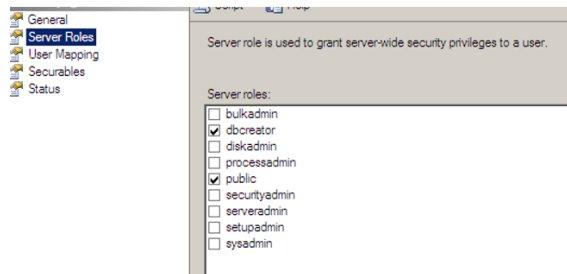 Script Help
General
Server Roles
User Mapping
Securables
Status
Server role is used to grant server-wide security privileges to a user.
Server roles:
bulkadmin
dbcreator
diskadmin
processadmin
public
securityadmin
serveradmin
setupadmin
sysadmin